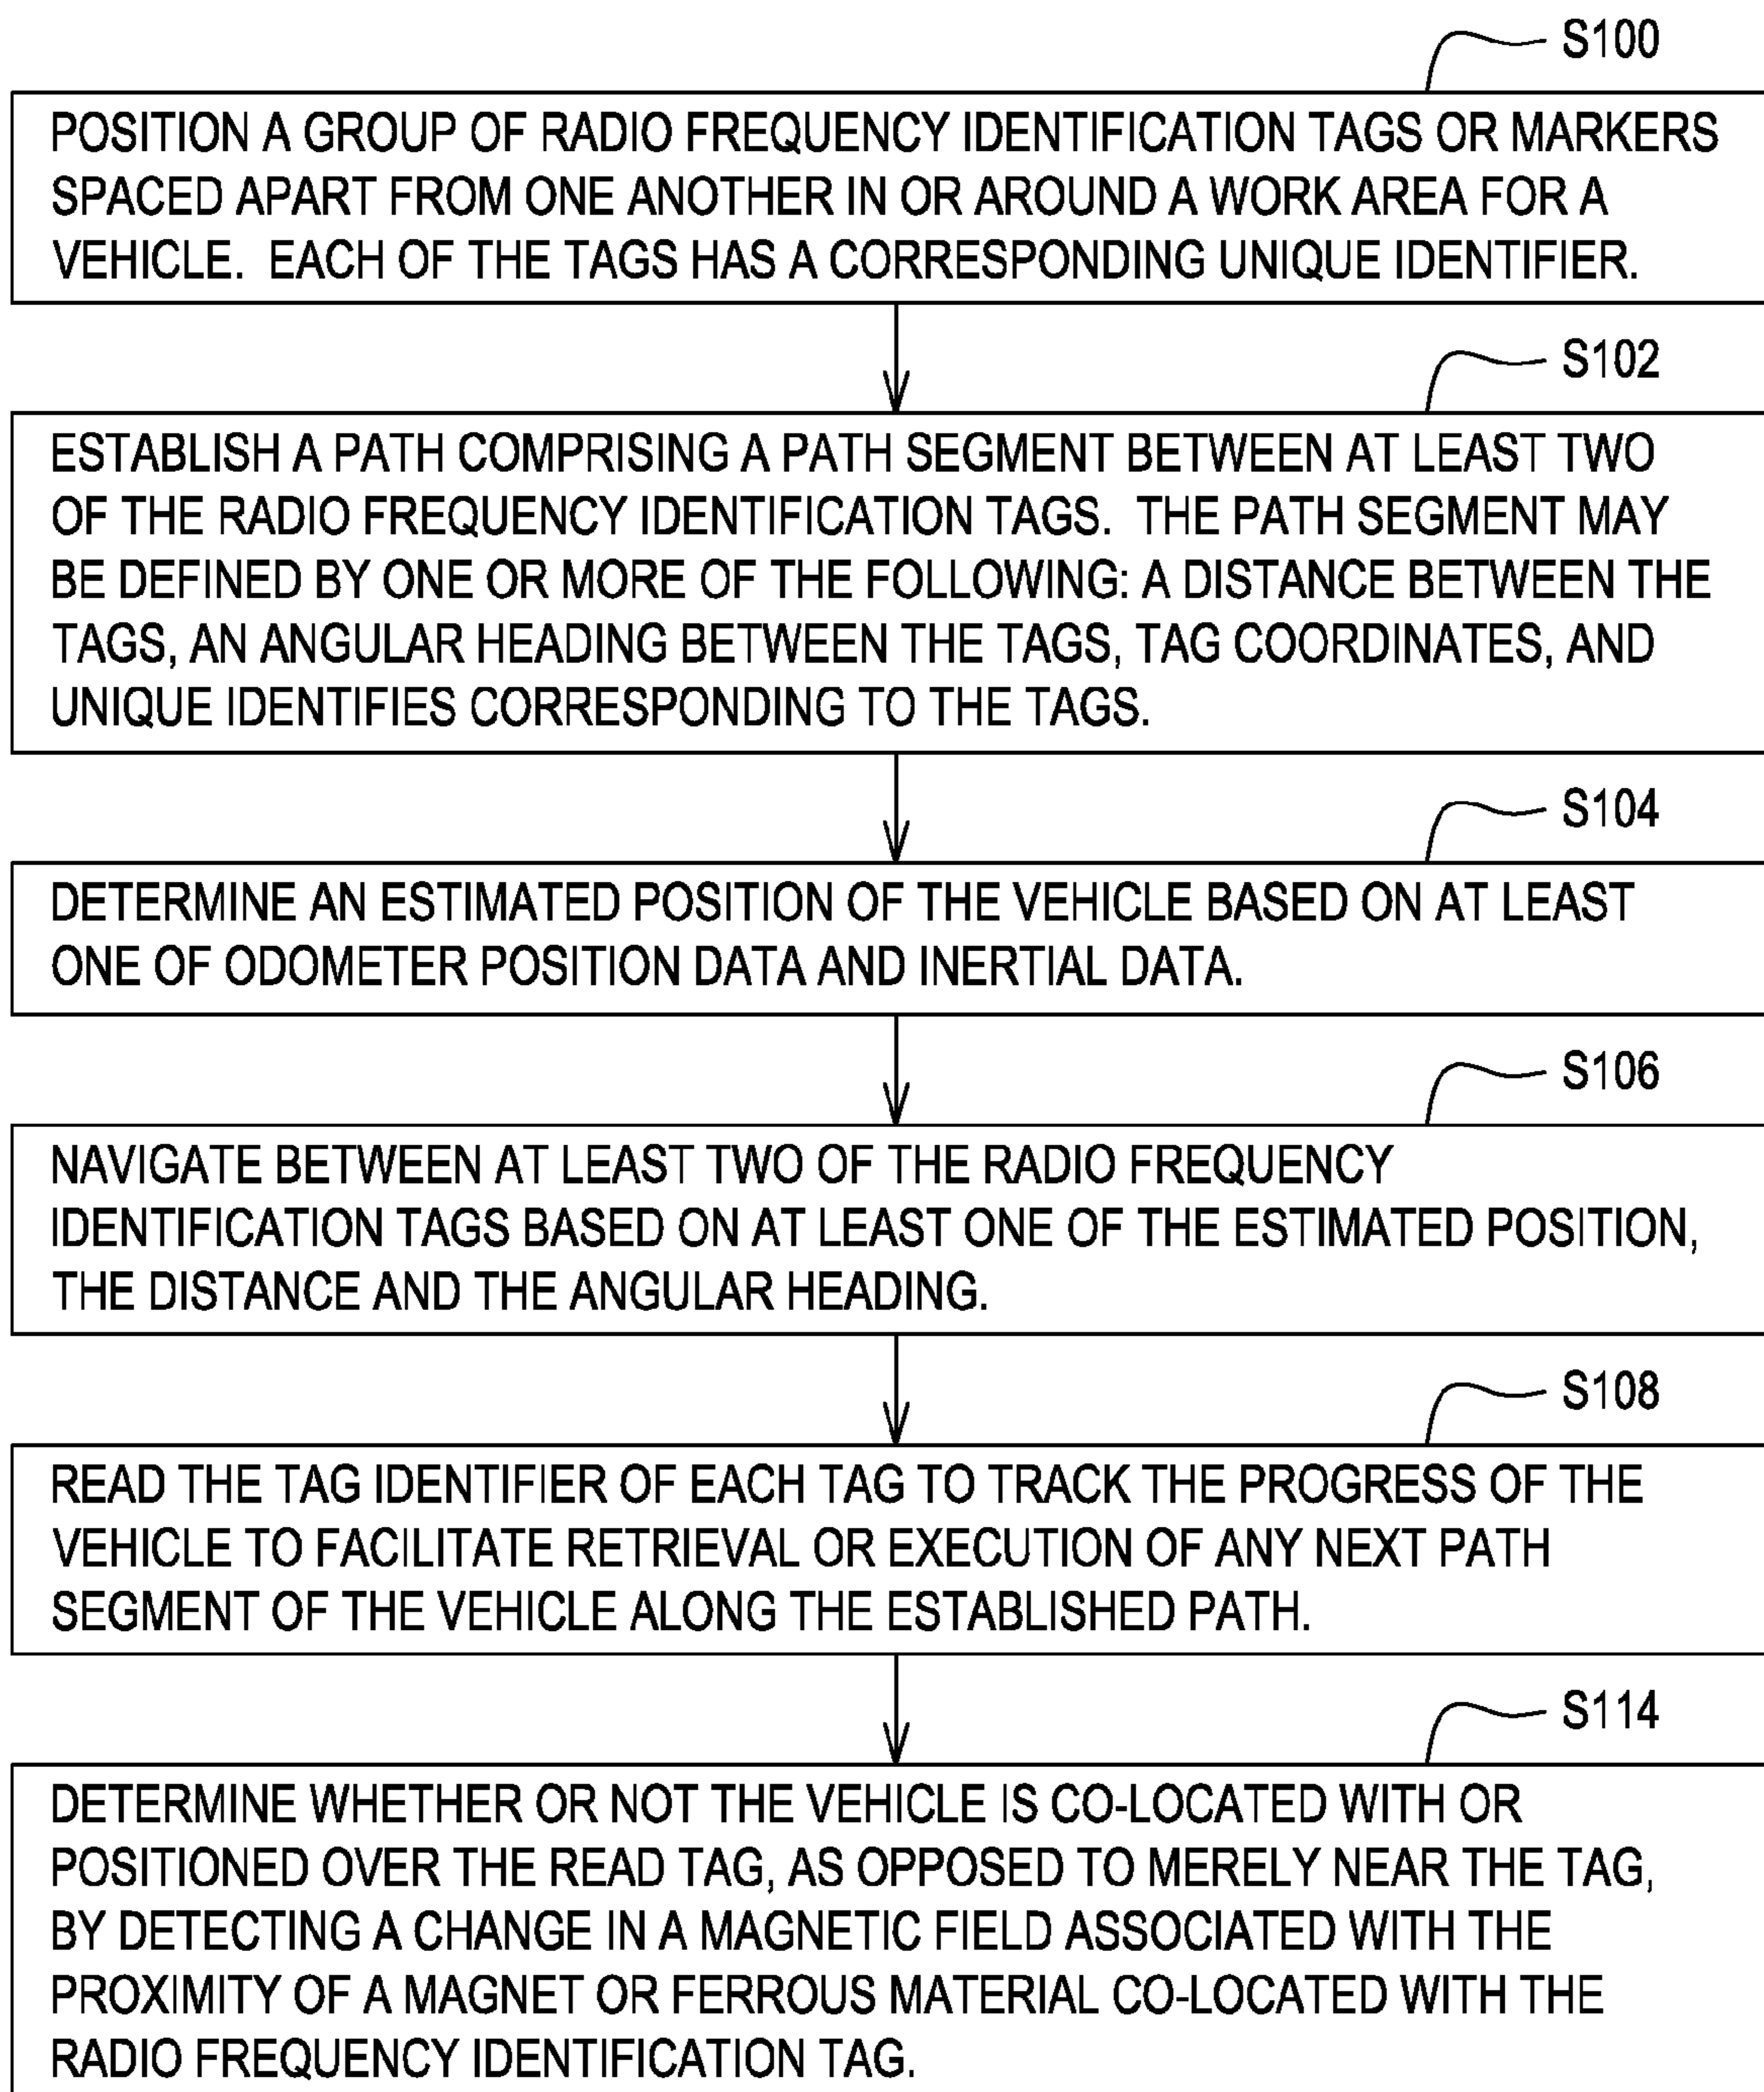 S100
POSITION A GROUP OF RADIO FREQUENCY IDENTIFICATION TAGS OR MARKERS
SPACED APART FROM ONE ANOTHER IN OR AROUND A WORK AREA FOR A
VEHICLE. EACH OF THE TAGS HAS A CORRESPONDING UNIQUE IDENTIFIER.
S102
ESTABLISH A PATH COMPRISING A PATH SEGMENT BETWEEN AT LEAST TWO
OF THE RADIO FREQUENCY IDENTIFICATION TAGS. THE PATH SEGMENT MAY
BE DEFINED BY ONE OR MORE OF THE FOLLOWING: A DISTANCE BETWEEN THE
TAGS, AN ANGULAR HEADING BETWEEN THE TAGS, TAG COORDINATES, AND
UNIQUE IDENTIFIES CORRESPONDING TO THE TAGS.
S104
DETERMINE AN ESTIMATED POSITION OF THE VEHICLE BASED ON AT LEAST
ONE OF ODOMETER POSITION DATA AND INERTIAL DATA.
S106
NAVIGATE BETWEEN AT LEAST TWO OF THE RADIO FREQUENCY
IDENTIFICATION TAGS BASED ON AT LEAST ONE OF THE ESTIMATED POSITION,
THE DISTANCE AND THE ANGULAR HEADING.
S108
READ THE TAG IDENTIFIER OF EACH TAG TO TRACK THE PROGRESS OF THE
VEHICLE TO FACILITATE RETRIEVAL OR EXECUTION OF ANY NEXT PATH
SEGMENT OF THE VEHICLE ALONG THE ESTABLISHED PATH.
S114
DETERMINE WHETHER OR NOT THE VEHICLE IS CO-LOCATED WITH OR
POSITIONED OVER THE READ TAG, AS OPPOSED TO MERELY NEAR THE TAG,
BY DETECTING A CHANGE IN A MAGNETIC FIELD ASSOCIATED WITH THE
PROXIMITY OF A MAGNET OR FERROUS MATERIAL CO-LOCATED WITH THE
RADIO FREQUENCY IDENTIFICATION TAG.